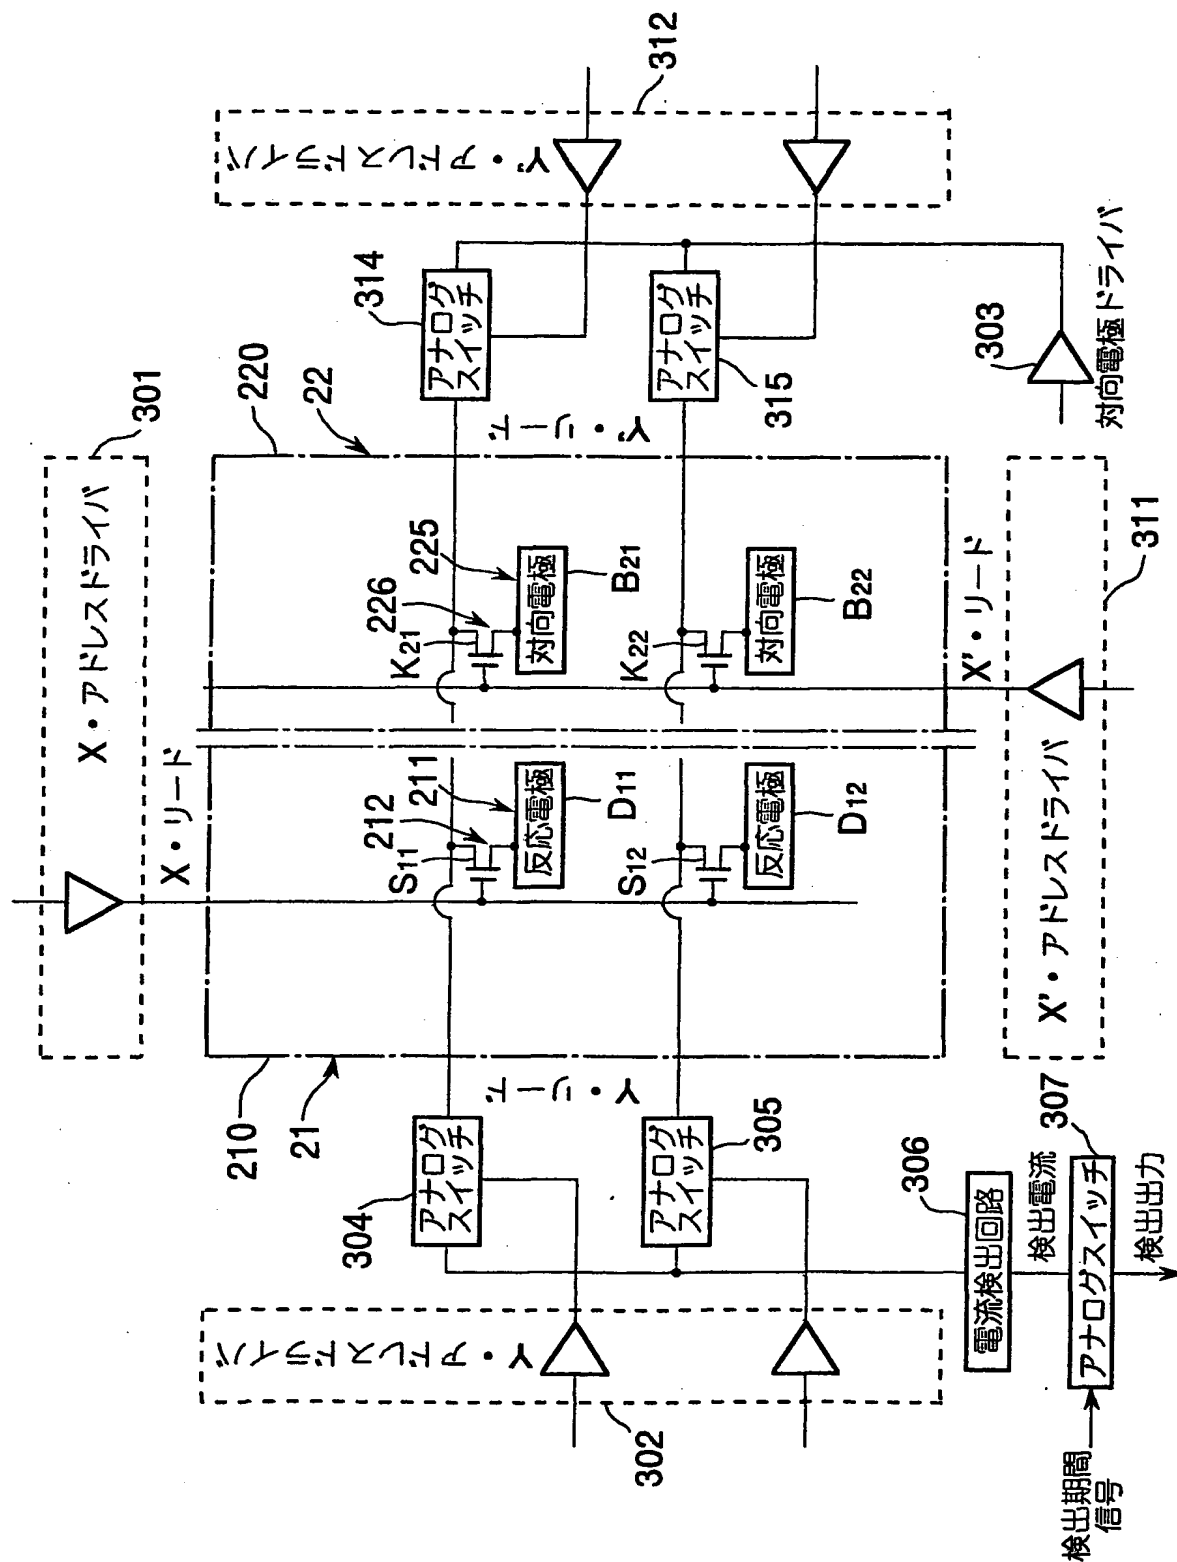 301
X・アドレスドライバ
X・リード
210
21
220
22
302
Y・アドレスドライバ
304
アナログ
スイッチ
Y・リード
305
アナログ
スイッチ
S11
212
211
反応電極
D11
S12
反応電極
D12
K21
226
225
対向電極
B21
K22
対向電極
B22
Y'・リード
314
アナログ
スイッチ
315
アナログ
スイッチ
Y'・アドレスドライバ
312
303
対向電極ドライバ
X'・リード
X'・アドレスドライバ
311
306
電流検出回路
検出電流
307
アナログスイッチ
検出期間
信号
検出出力